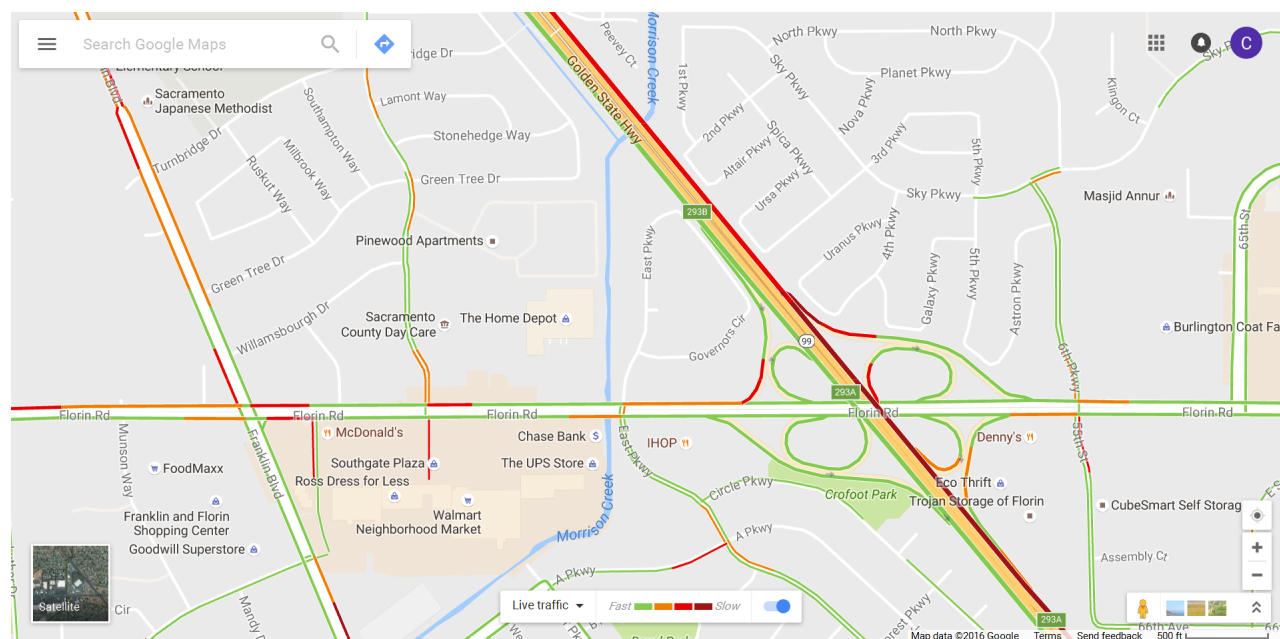 Search Google Maps
C
Peevey Ct
Morrison Creek
1st Pkwy
North Pkwy
North Pkwy
Sky Pkwy
Planet Pkwy
Nova Pkwy
Klingon Ct
Golden State Hwy
Elementary School
Sacramento
Japanese Methodist
Southampton Way
Lamont Way
Stonehedge Way
2nd Pkwy
Spica Pkwy
3rd Pkwy
5th Pkwy
Turnbridge Dr
Milbrook Way
Ruskut Way
Green Tree Dr
Altair Pkwy
Ursa Pkwy
Sky Pkwy
Masjid Annur
293B
65th St
Pinewood Apartments
East Pkwy
Uranus Pkwy
4th Pkwy
5th Pkwy
Galaxy Pkwy
Astron Pkwy
Green Tree Dr
Willamsbourgh Dr
Sacramento
County Day Care
The Home Depot
Governors Cir
99
Burlington Coat Fa
6th Pkwy
293A
Florin Rd
Florin Rd
Florin Rd
Florin Rd
Florin Rd
McDonald's
Chase Bank
IHOP
Denny's
55th St
Munson Way
Franklin Blvd
FoodMaxx
Southgate Plaza
The UPS Store
East Pkwy
Ross Dress for Less
Circle Pkwy
Crofoot Park
Eco Thrift
Trojan Storage of Florin
CubeSmart Self Storag
Franklin and Florin
Shopping Center
Walmart
Neighborhood Market
Goodwill Superstore
Morrison Creek
A Pkwy
A Pkwy
Assembly Ct
Satellite
Cir
Mandy D
Live traffic
Fast
Slow
293A
66th Ave
Map data ©2016 Google
Terms
Send feedback
500 ft